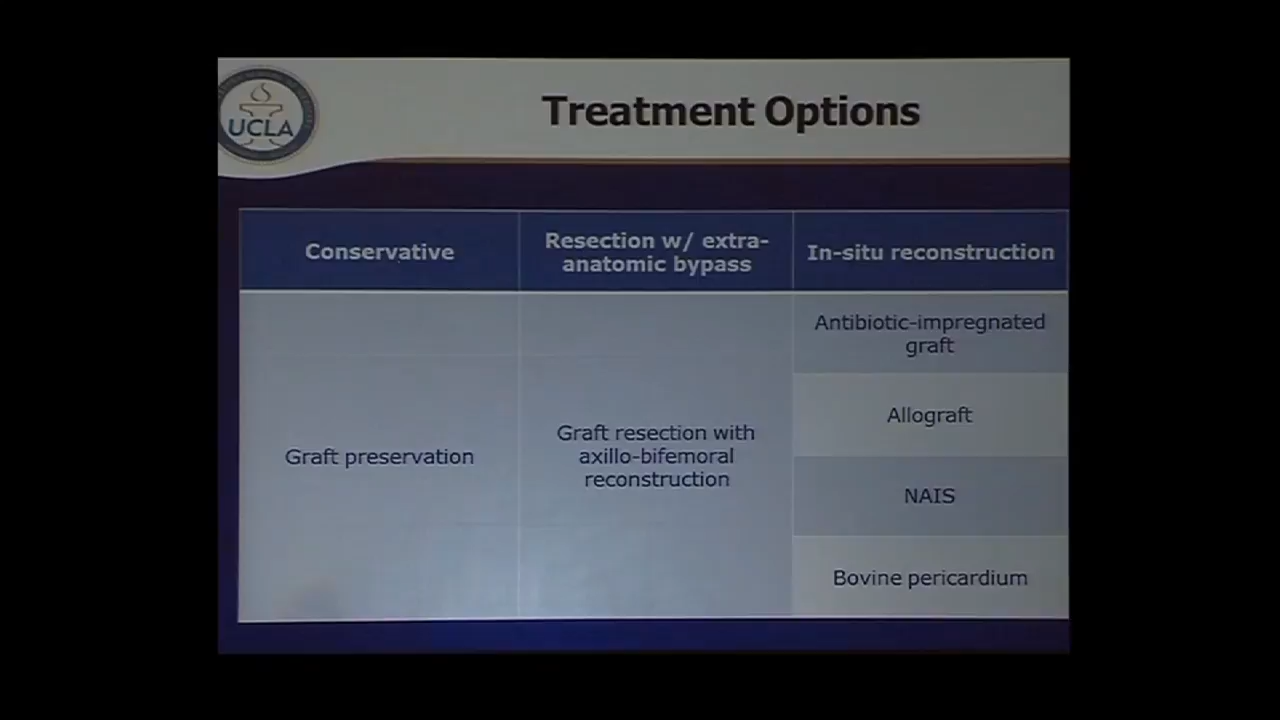 UCLA
Treatment Options
Conservative
Resection w/ extra-
anatomic bypass
In-situ reconstruction
Graft preservation
Graft resection with
axillo-bifemoral
reconstruction
Antibiotic-impregnated
graft
Allograft
NAIS
Bovine pericardium